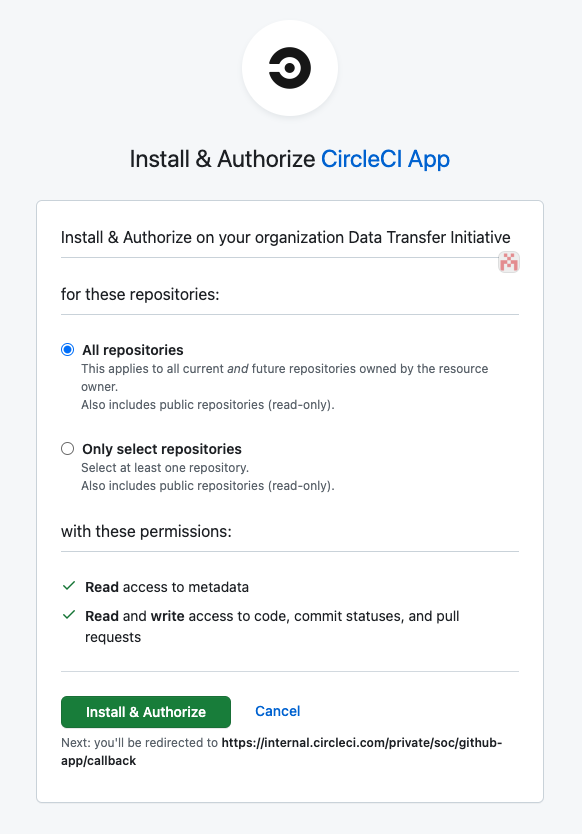 Install & Authorize CircleCI App
Install & Authorize on your organization Data Transfer Initiative
for these repositories:
All repositories
This applies to all current and future repositories owned by the resource
owner.
Also includes public repositories (read-only).
Only select repositories
Select at least one repository.
Also includes public repositories (read-only).
with these permissions:
Read access to metadata
Read and write access to code, commit statuses, and pull
requests
Install & Authorize Cancel
Next: you'll be redirected to https://internal.circleci.com/private/soc/github-
app/callback